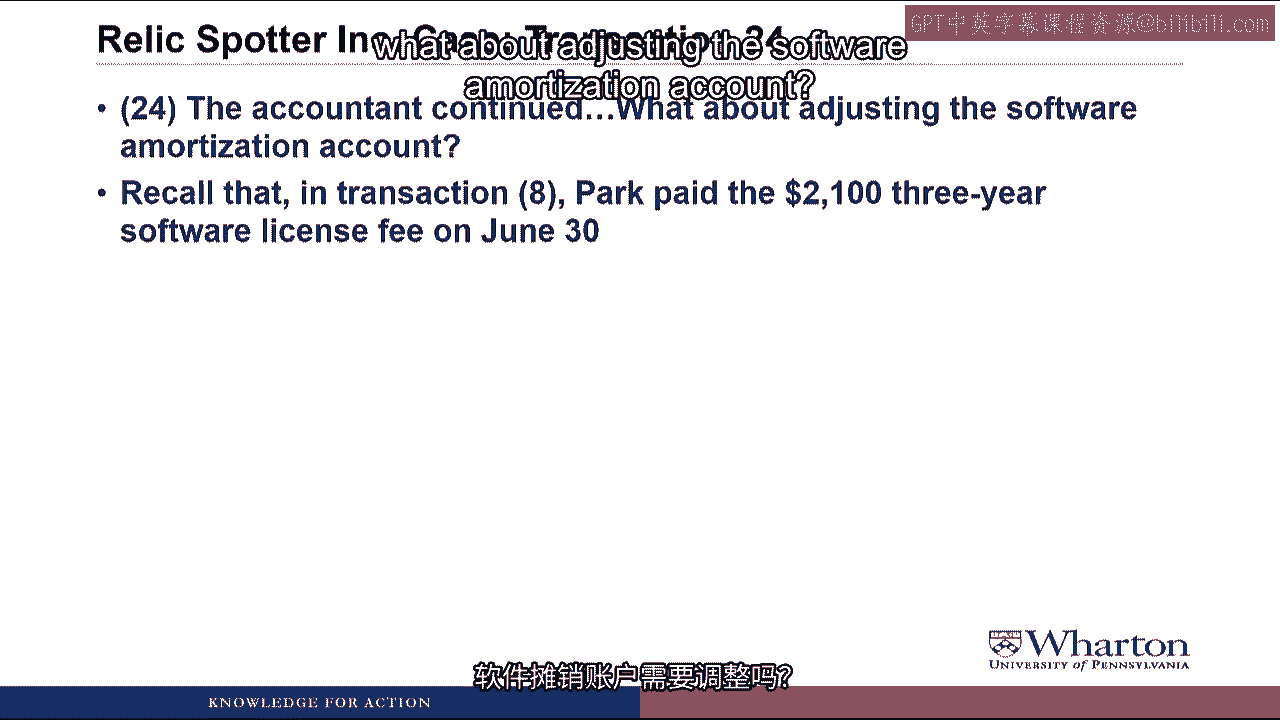 GPT中英字幕课程资源@bilibili.com
Relic Spotter Inc. Case: Transaction 24
what about adjusting the software
amortization account?
• (24) The accountant continued…What about adjusting the software
amortization account?
• Recall that, in transaction (8), Park paid the $2,100 three-year
software license fee on June 30
Wharton
UNIVERSITY of PENNSYLVANIA
软件摊销账户需要调整吗?
KNOWLEDGE FOR ACTION